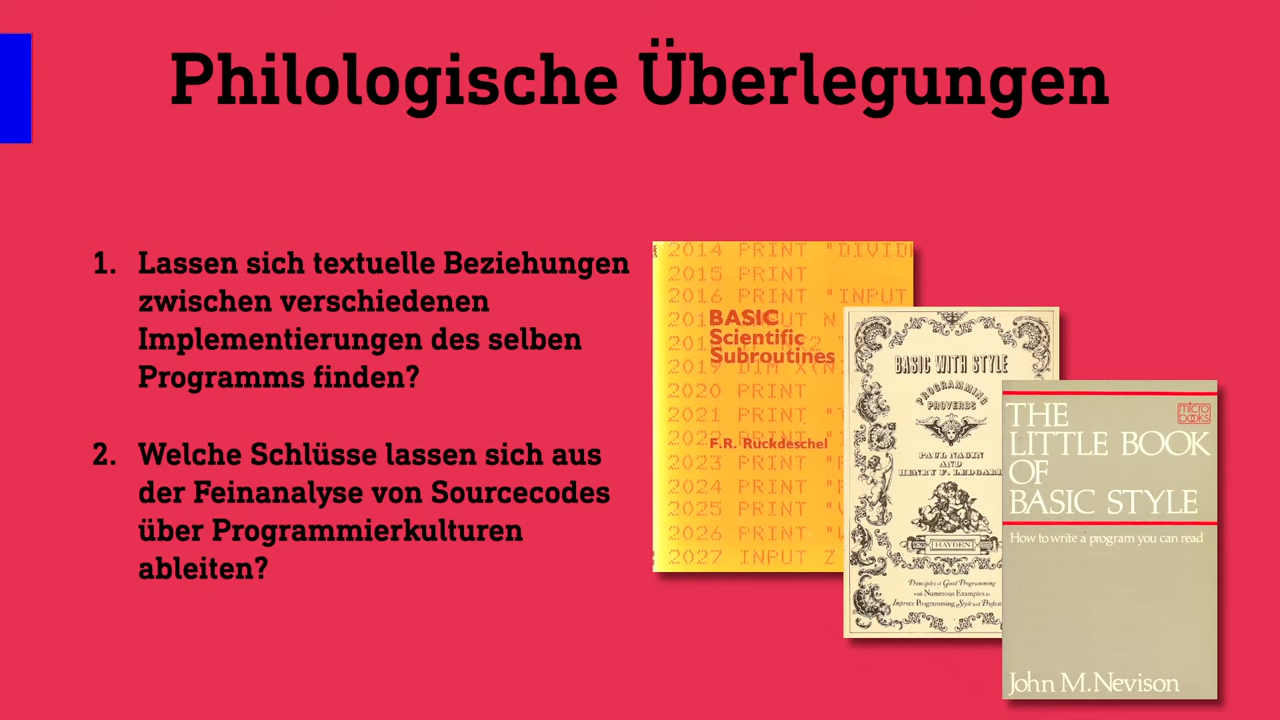 Philologische Überlegungen
1. Lassen sich textuelle Beziehungen
zwischen verschiedenen
Implementierungen des selben
Programms finden?
2. Welche Schlüsse lassen sich aus
der Feinanalyse von Sourcecodes
über Programmierkulturen
ableiten?
2014 PRINT "DIVID
2015 PRINT
2016 PRINT "INPUT
BASIC
Scientific
Subroutines
2020 PRINT
2021 PRINT
F.R. Ruckdeschel
2023 PRINT
2024 PRINT
2025 PRINT
2026 PRINT
2027 INPUT Z
BASIC WITH STYLE
PROGRAMMING
PROVERBS
PAUL NAGIN
AND
HENRY F. LEDGARD
HAYDEN
Principles of Good Programming
with Numerous Examples to
Improve Programming Style and
THE
LITTLE BOOK
OF
BASIC STYLE
micro
books
How to write a program you can read
John M. Nevison